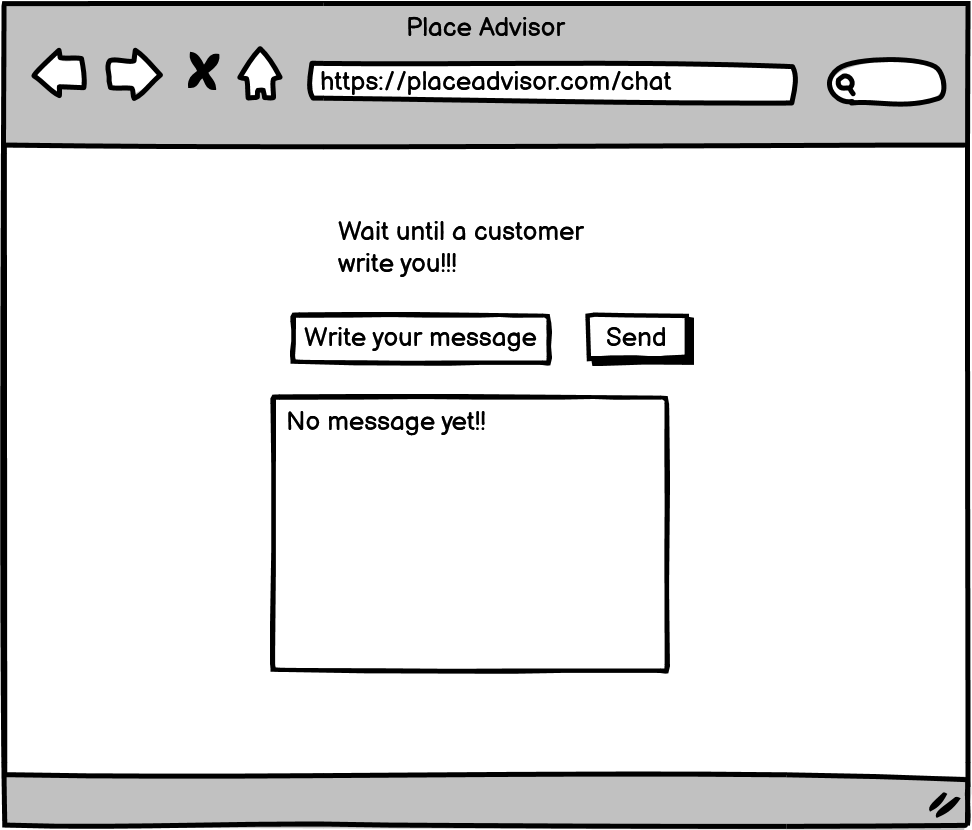 Place Advisor
https://placeadvisor.com/chat
Wait until a customer
write you!!!
Write your message
Send
No message yet!!